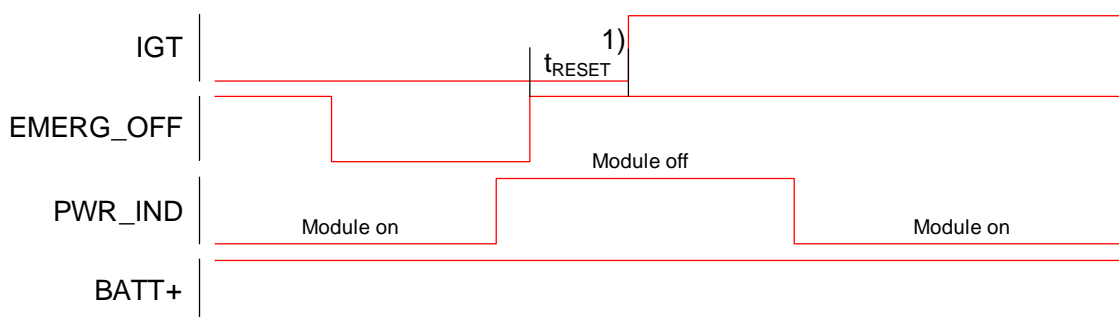 IGT
1)
tRESET
EMERG_OFF
Module off
PWR_IND
Module on
Module on
BATT+